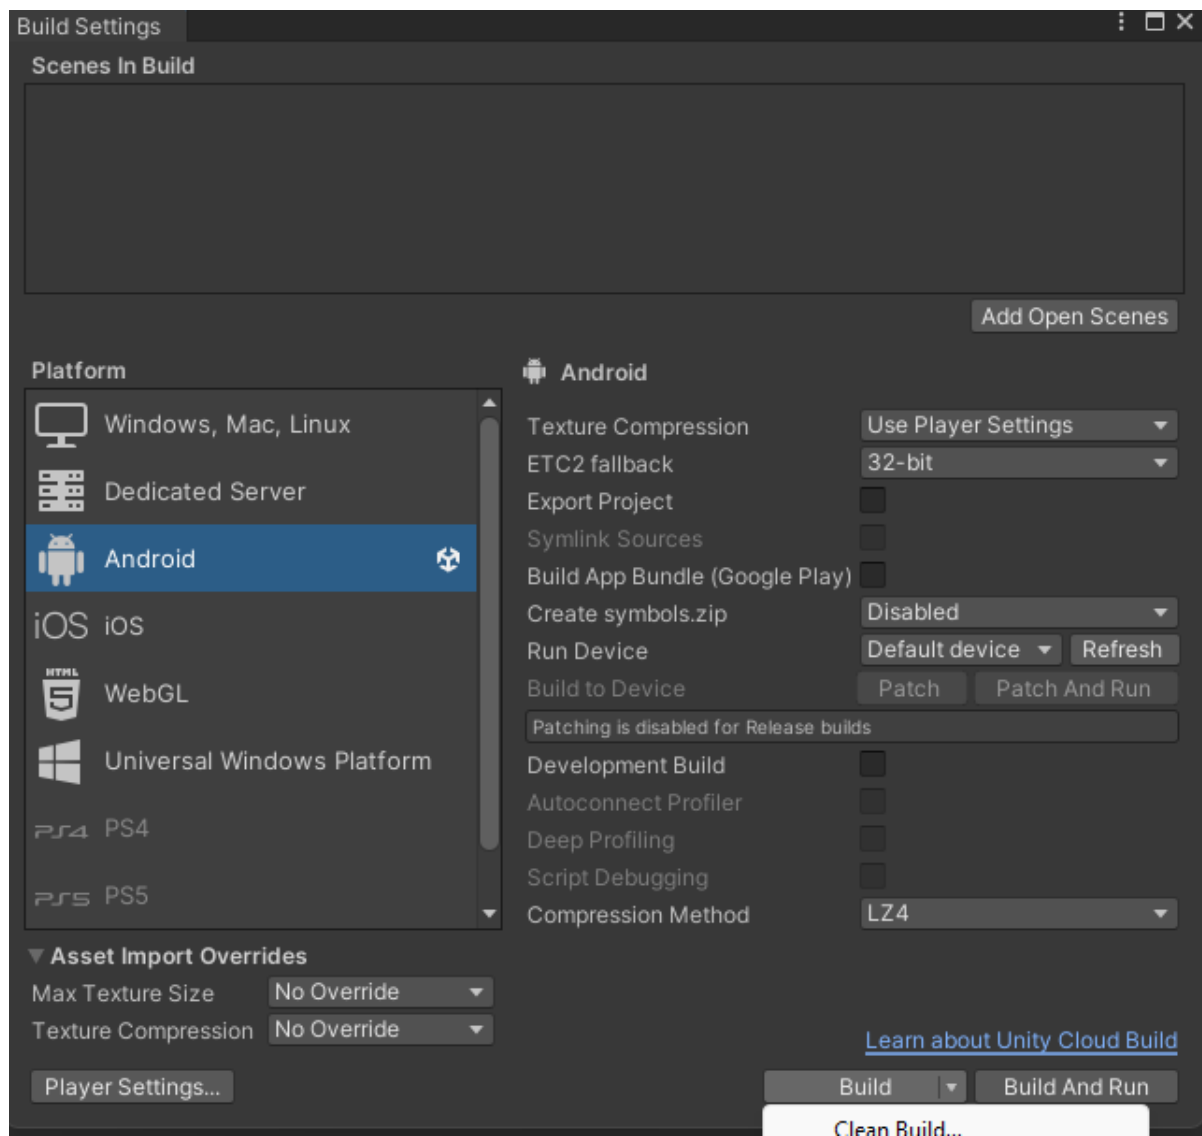 Build Settings
Scenes In Build
Add Open Scenes
Platform
Windows, Mac, Linux
Dedicated Server
Android
iOS iOS
HTML 5 WebGL
Universal Windows Platform
PS4 PS4
PS5 PS5
Android
Texture Compression Use Player Settings
ETC2 fallback 32-bit
Export Project
Symlink Sources
Build App Bundle (Google Play)
Create symbols.zip Disabled
Run Device Default device Refresh
Build to Device Patch Patch And Run
Patching is disabled for Release builds
Development Build
Autoconnect Profiler
Deep Profiling
Script Debugging
Compression Method LZ4
Asset Import Overrides
Max Texture Size No Override
Texture Compression No Override
Learn about Unity Cloud Build
Player Settings... Build Build And Run
Clean Build...